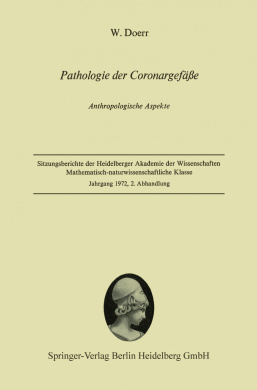 W. Doerr
Pathologie der Coronargefäße
Anthropologische Aspekte
Sitzungsberichte der Heidelberger Akademie der Wissenschaften
Mathematisch-naturwissenschaftliche Klasse
Jahrgang 1972, 2. Abhandlung
Springer-Verlag Berlin Heidelberg GmbH